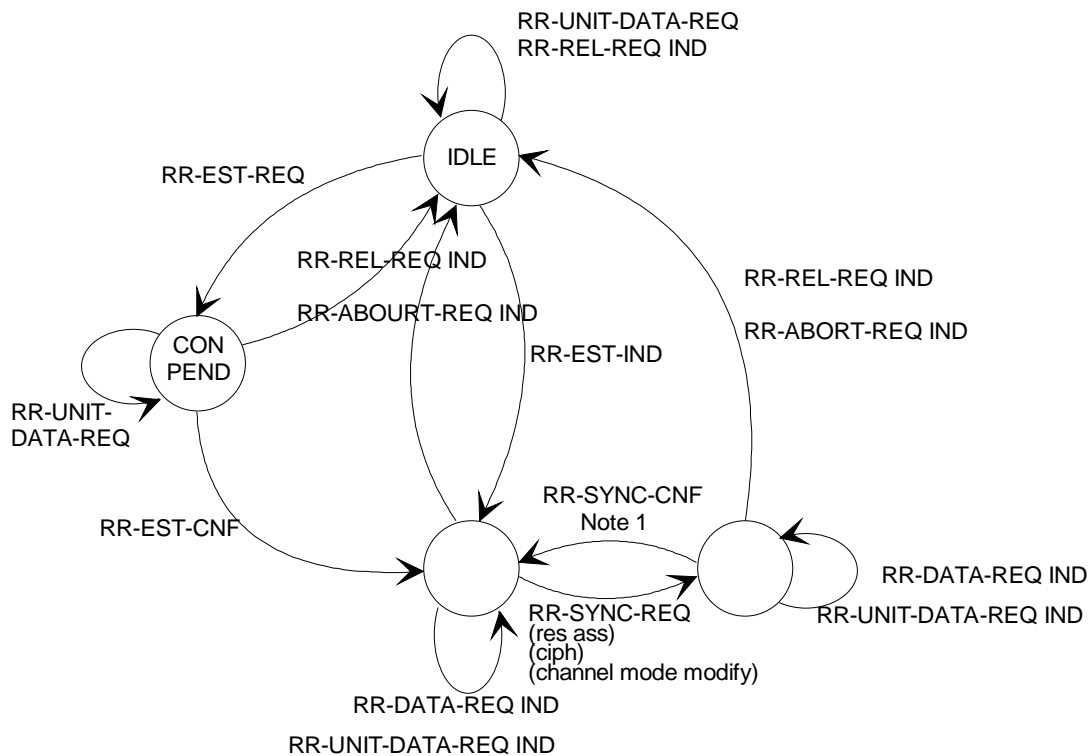 RR-UNIT-DATA-REQ
RR-REL-REQ IND
IDLE
RR-EST-REQ
RR-REL-REQ IND
RR-ABOURT-REQ IND
RR-REL-REQ IND
RR-ABORT-REQ IND
RR-EST-IND
CON
PEND
RR-UNIT-
DATA-REQ
RR-EST-CNF
RR-SYNC-CNF
Note 1
RR-SYNC-REQ
(res ass)
(ciph)
(channel mode modify)
RR-DATA-REQ IND
RR-UNIT-DATA-REQ IND
RR-DATA-REQ IND
RR-UNIT-DATA-REQ IND